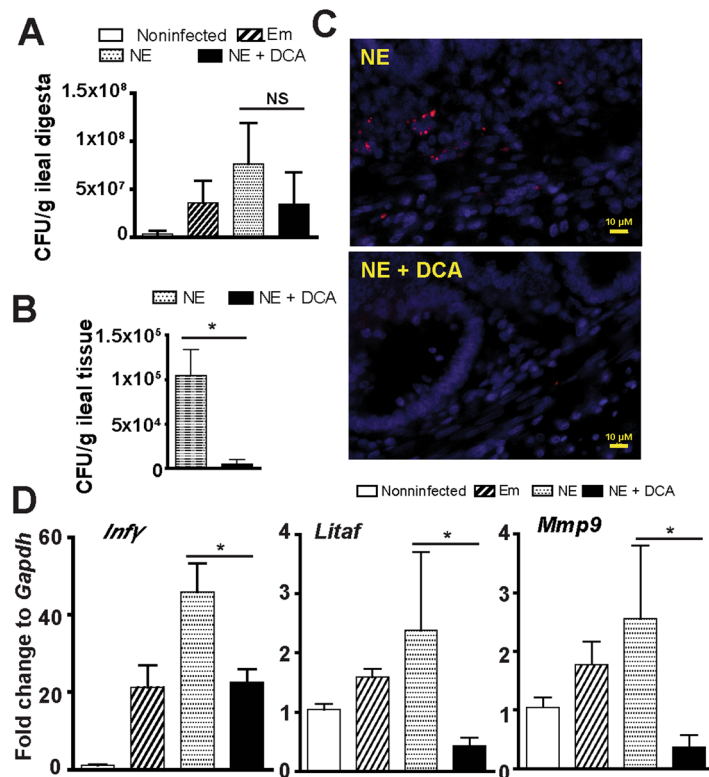 A
Noninfected Em
NE NE + DCA
CFU/g ileal digesta
1.5x10⁸
1x10⁸
5x10⁷
0
NS
B
NE NE + DCA
CFU/g ileal tissue
1.5x10⁵
1x10⁵
5x10⁴
0
*
C
NE
10 µM
NE + DCA
10 µM
D
Nonninfected Em NE NE + DCA
Fold change to Gapdh
Infγ
60
40
20
0
*
Litaf
4
3
2
1
0
*
Mmp9
4
3
2
1
0
*